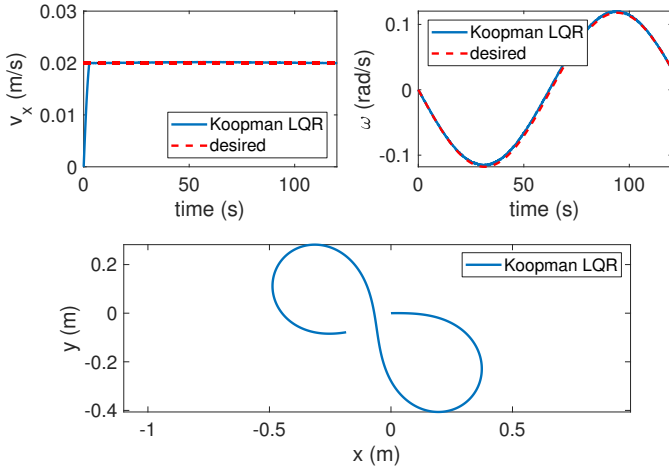 0.03
0.02
0.01
0
v_x (m/s)
Koopman LQR
desired
0
50
100
time (s)
0.1
0
-0.1
ω (rad/s)
Koopman LQR
desired
0
50
100
time (s)
0.2
0
-0.2
-0.4
y (m)
Koopman LQR
-1
-0.5
0
0.5
x (m)